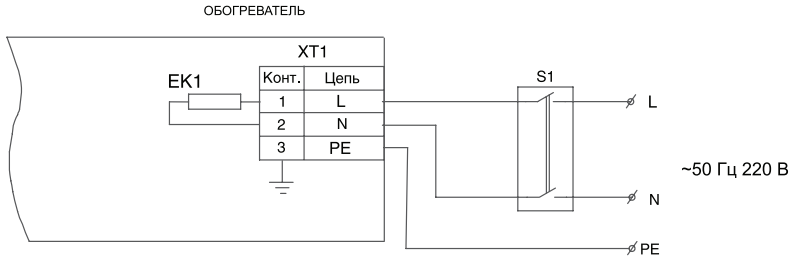 ОБОГРЕВАТЕЛЬ
XT1
EK1
Конт. Цепь
1 L
2 N
3 PE
S1
L
~50 Гц 220 В
N
PE